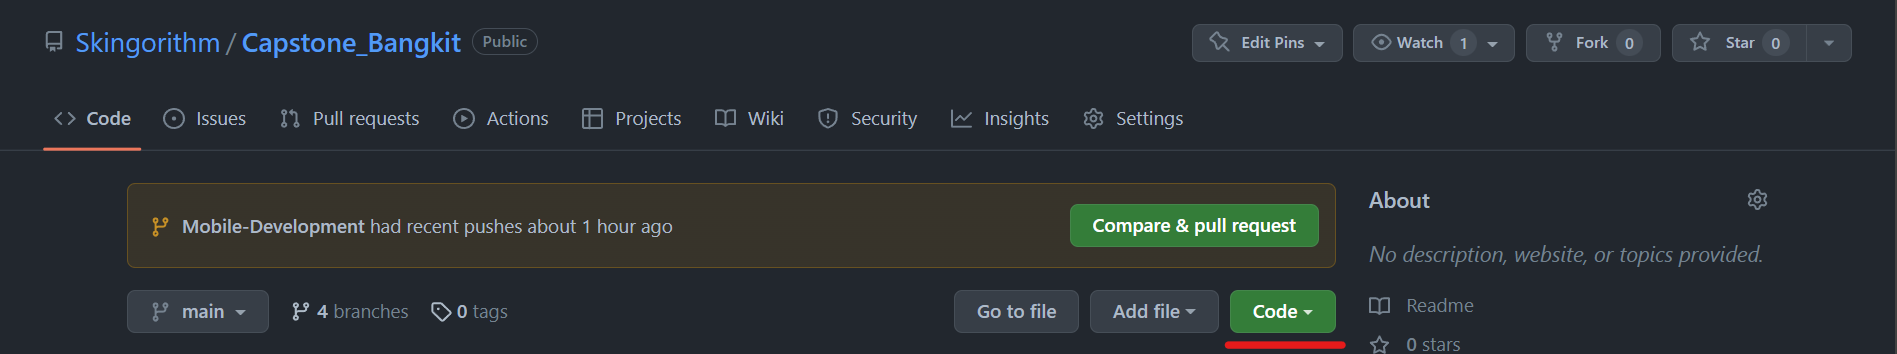 Skingorithm / Capstone_Bangkit Public Edit Pins Watch 1 Fork 0 Star 0
Code Issues Pull requests Actions Projects Wiki Security Insights Settings
Mobile-Development had recent pushes about 1 hour ago Compare & pull request
main 4 branches 0 tags Go to file Add file Code
About
No description, website, or topics provided.
Readme
0 stars